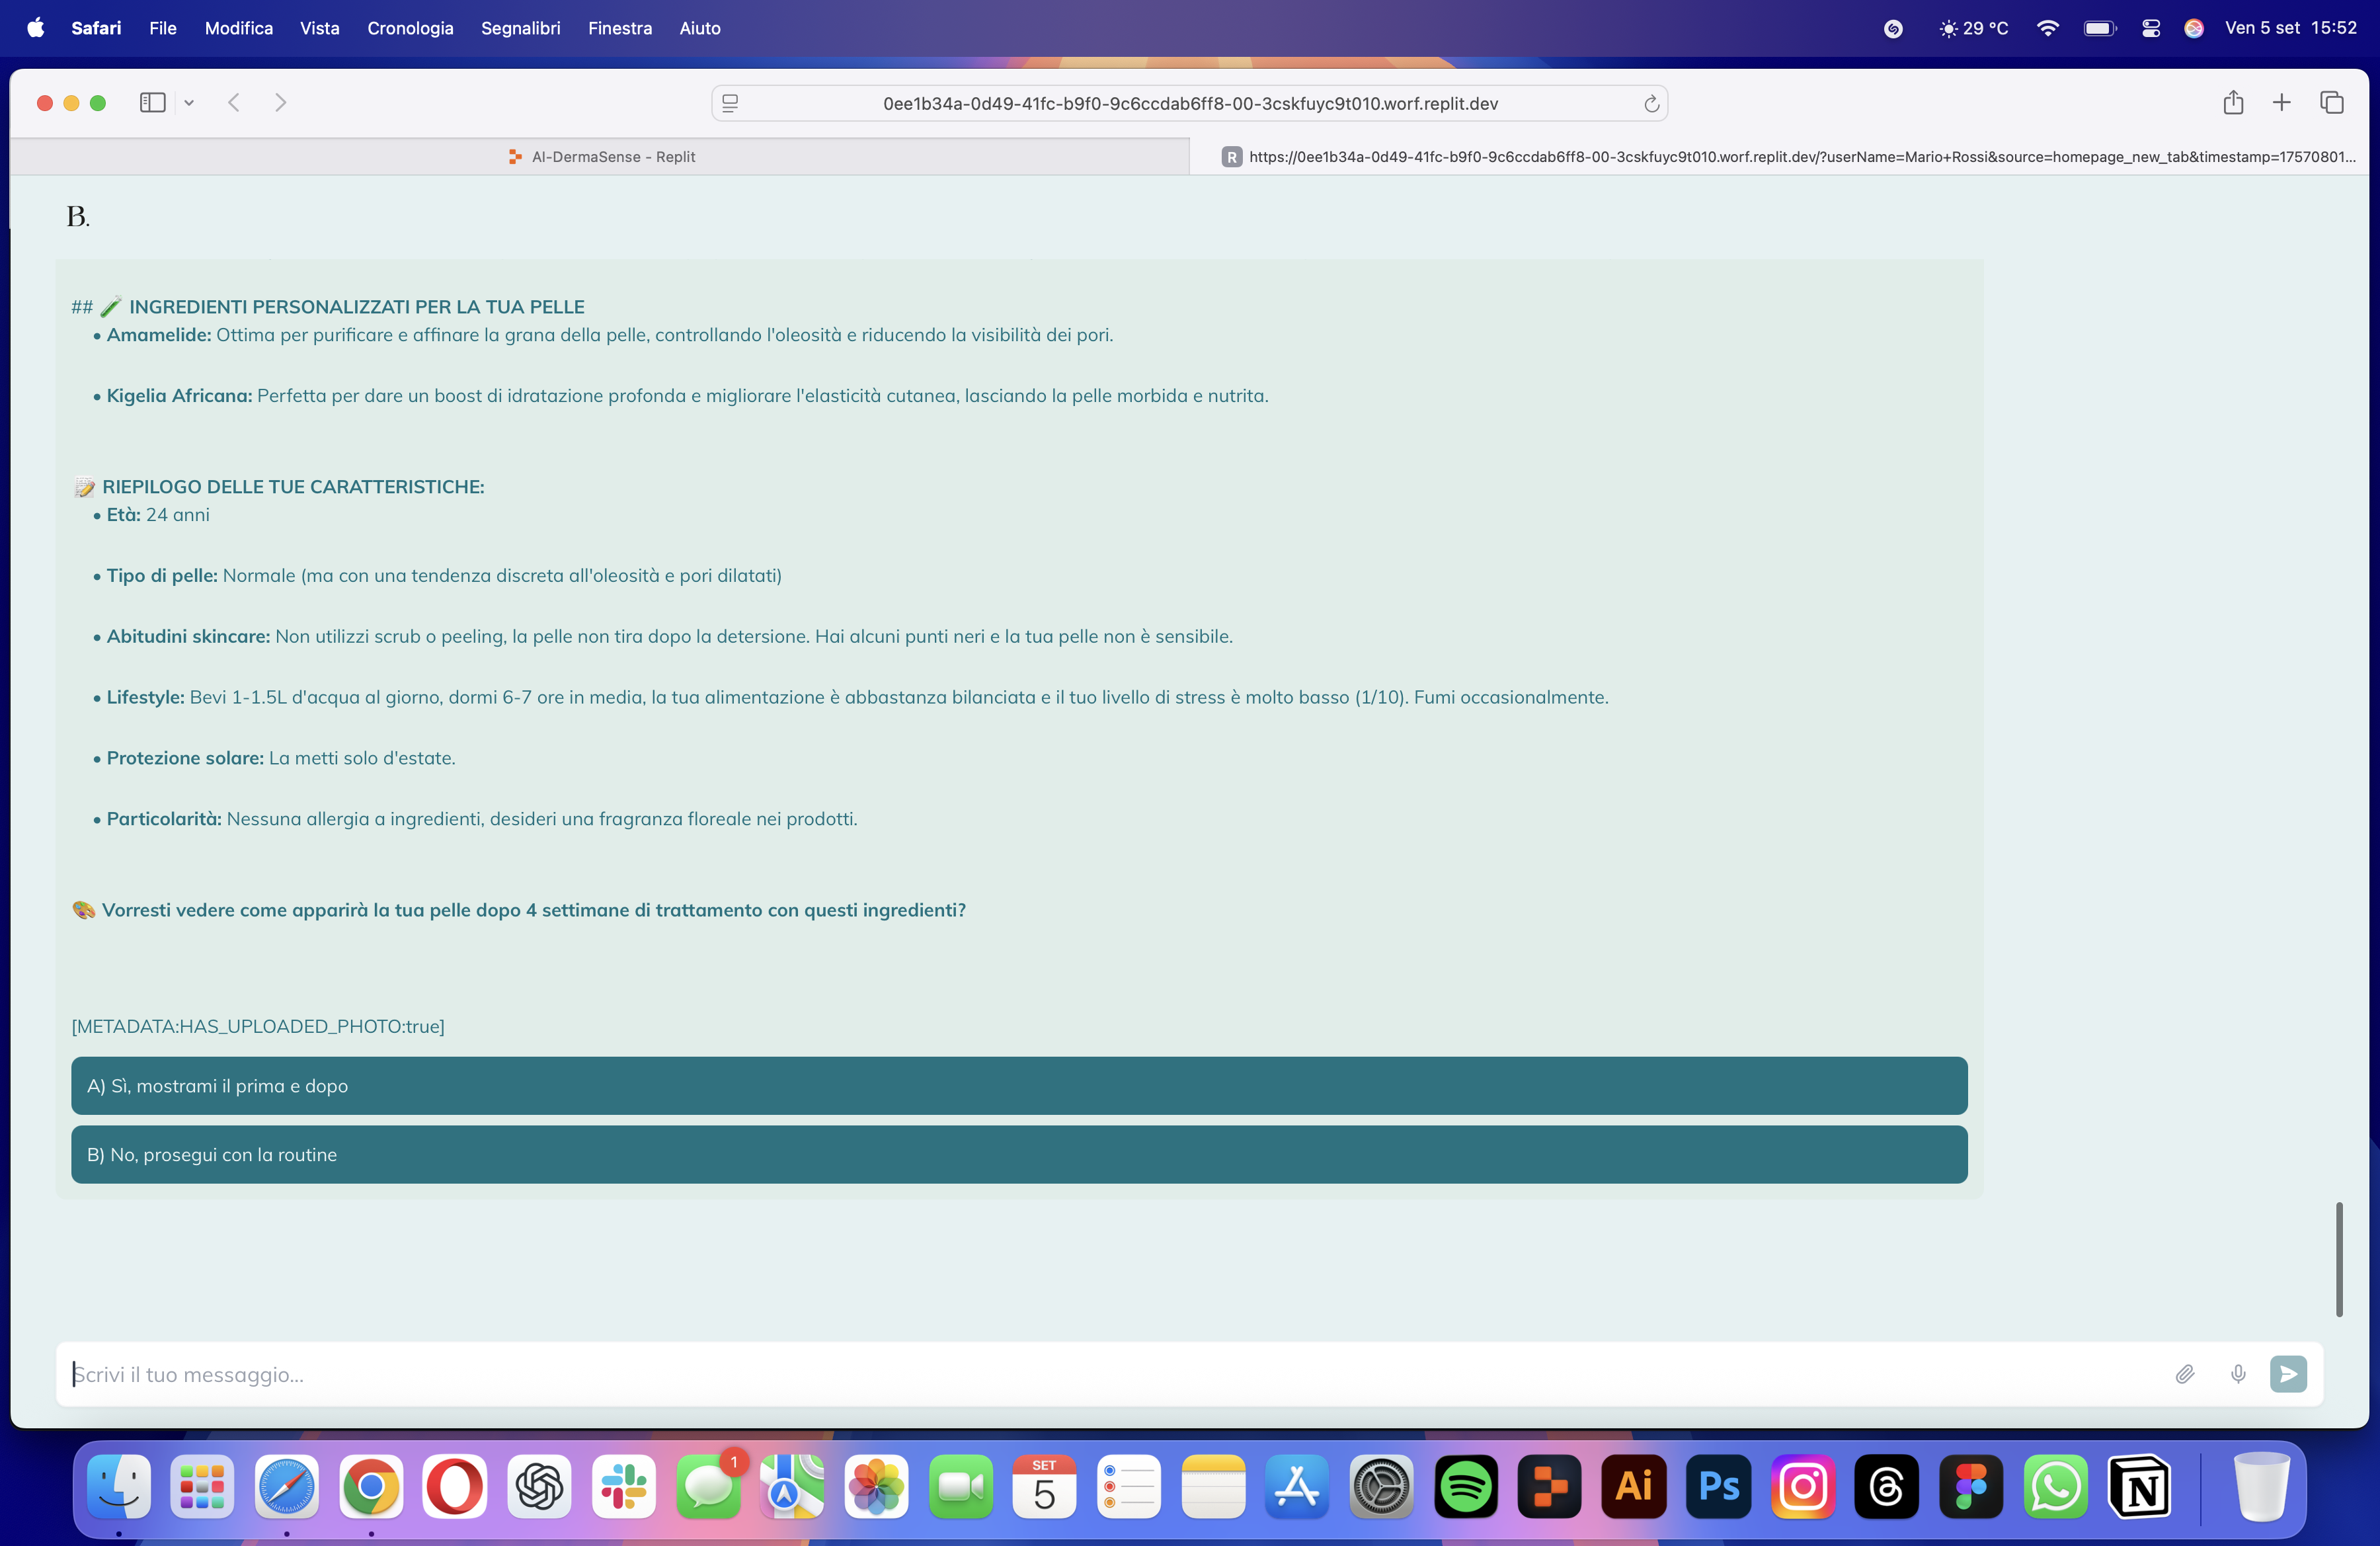 Safari File Modifica Vista Cronologia Segnalibri Finestra Aiuto 29 °C Ven 5 set 15:52
0ee1b34a-0d49-41fc-b9f0-9c6ccdab6ff8-00-3cskfuyc9t010.worf.replit.dev
AI-DermaSense - Replit
R https://0ee1b34a-0d49-41fc-b9f0-9c6ccdab6ff8-00-3cskfuyc9t010.worf.replit.dev/?userName=Mario+Rossi&source=homepage_new_tab&timestamp=17570801...
B.
## 🧪 INGREDIENTI PERSONALIZZATI PER LA TUA PELLE
• Amamelide: Ottima per purificare e affinare la grana della pelle, controllando l'oleosità e riducendo la visibilità dei pori.
• Kigelia Africana: Perfetta per dare un boost di idratazione profonda e migliorare l'elasticità cutanea, lasciando la pelle morbida e nutrita.
📝 RIEPILOGO DELLE TUE CARATTERISTICHE:
• Età: 24 anni
• Tipo di pelle: Normale (ma con una tendenza discreta all'oleosità e pori dilatati)
• Abitudini skincare: Non utilizzi scrub o peeling, la pelle non tira dopo la detersione. Hai alcuni punti neri e la tua pelle non è sensibile.
• Lifestyle: Bevi 1-1.5L d'acqua al giorno, dormi 6-7 ore in media, la tua alimentazione è abbastanza bilanciata e il tuo livello di stress è molto basso (1/10). Fumi occasionalmente.
• Protezione solare: La metti solo d'estate.
• Particolarità: Nessuna allergia a ingredienti, desideri una fragranza floreale nei prodotti.
🎨 Vorresti vedere come apparirà la tua pelle dopo 4 settimane di trattamento con questi ingredienti?
[METADATA:HAS_UPLOADED_PHOTO:true]
A) Sì, mostrami il prima e dopo
B) No, prosegui con la routine
Scrivi il tuo messaggio...
1
SET
5
Ai
Ps
N